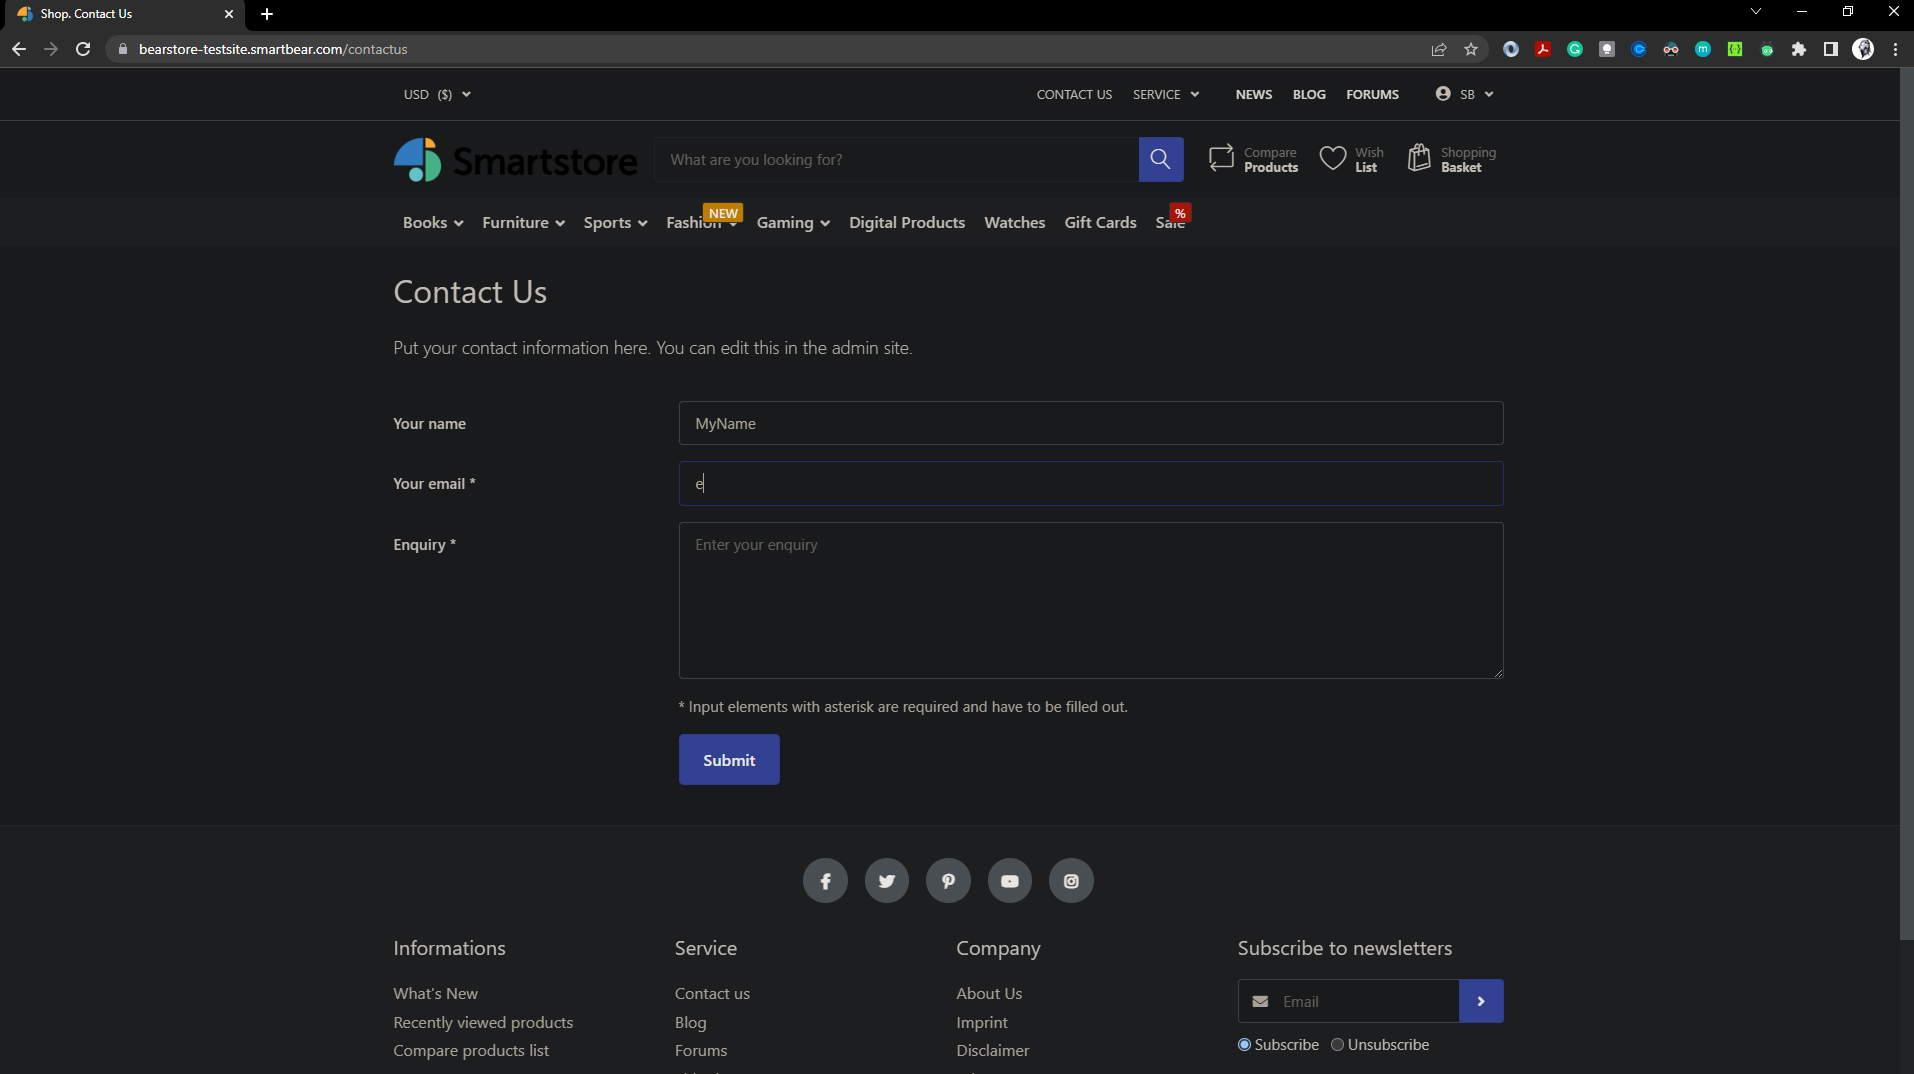 Shop. Contact Us
bearstore-testsite.smartbear.com/contactus
USD ($)
CONTACT US SERVICE NEWS BLOG FORUMS SB
Smartstore
What are you looking for?
Compare
Products
Wish
List
Shopping
Basket
Books Furniture Sports Fashion NEW Gaming Digital Products Watches Gift Cards Sale %
Contact Us
Put your contact information here. You can edit this in the admin site.
Your name MyName
Your email * e
Enquiry * Enter your enquiry
* Input elements with asterisk are required and have to be filled out.
Submit
Informations Service Company Subscribe to newsletters
What's New Contact us About Us Email
Recently viewed products Blog Imprint
Compare products list Forums Disclaimer Subscribe Unsubscribe